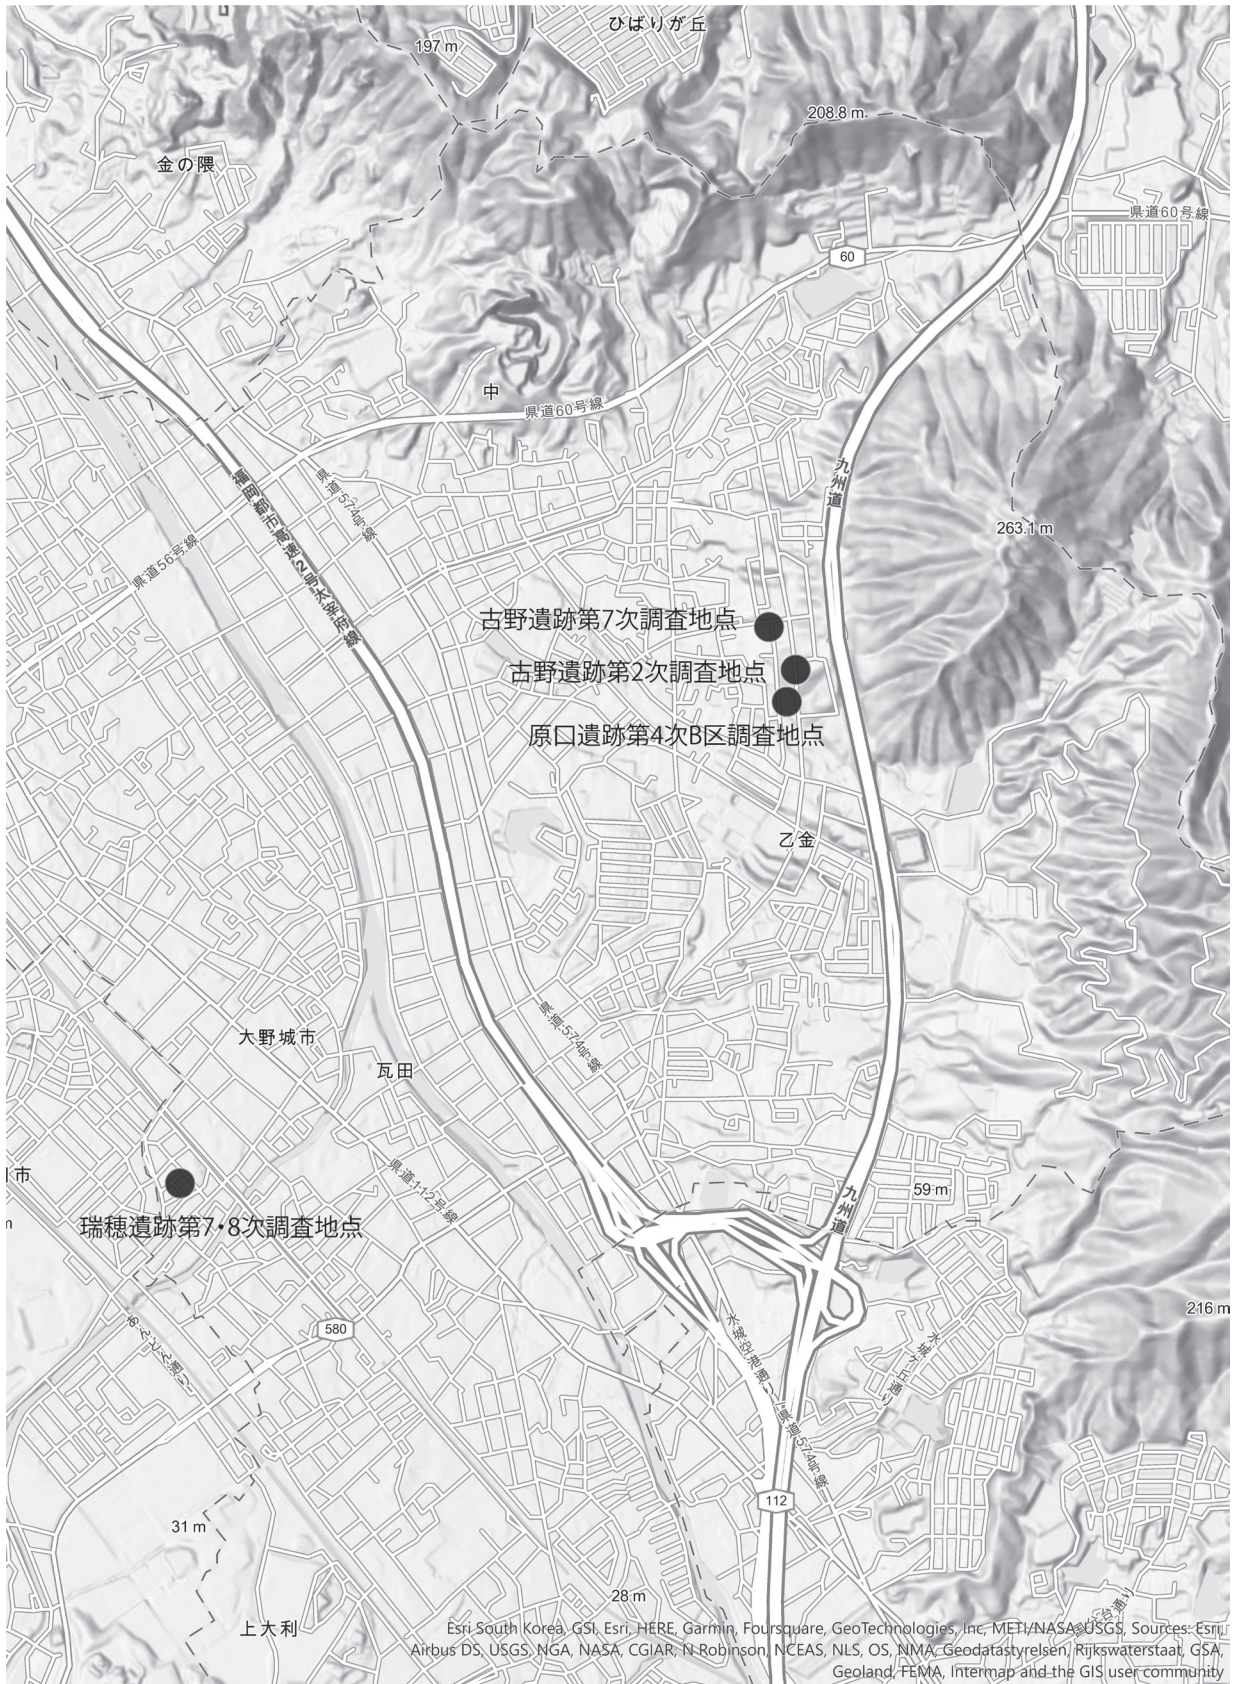 ひばりが丘
197 m
208.8 m
金の隈
県道60号線
60
中
県道60号線
九州道
県道574号線
福岡都市高速2号太宰府線
263.1 m
県道56号線
古野遺跡第7次調査地点
古野遺跡第2次調査地点
原口遺跡第4次B区調査地点
乙金
県道574号線
大野城市
瓦田
市
県道112号線
59 m
九州道
瑞穂遺跡第7・8次調査地点
216 m
580
水城空港通り
水城ヶ丘通り
県道574号線
112
31 m
28 m
上大利
Esri South Korea, GSI, Esri, HERE, Garmin, Foursquare, GeoTechnologies, Inc, METI/NASA, USGS, Sources: Esri,
Airbus DS, USGS, NGA, NASA, CGIAR, N Robinson, NCEAS, NLS, OS, NMA, Geodatastyrelsen, Rijkswaterstaat, GSA,
Geoland, FEMA, Intermap and the GIS user community